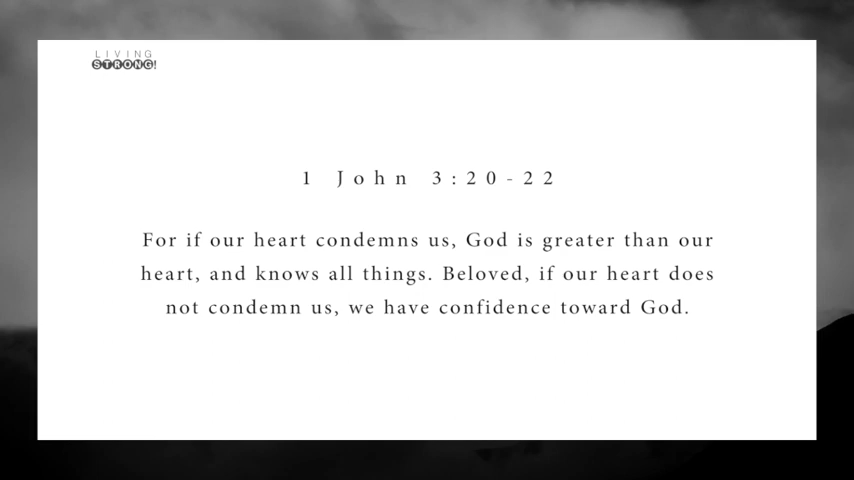 LIVING
STRONG!
1 John 3:20-22
For if our heart condemns us, God is greater than our
heart, and knows all things. Beloved, if our heart does
not condemn us, we have confidence toward God.